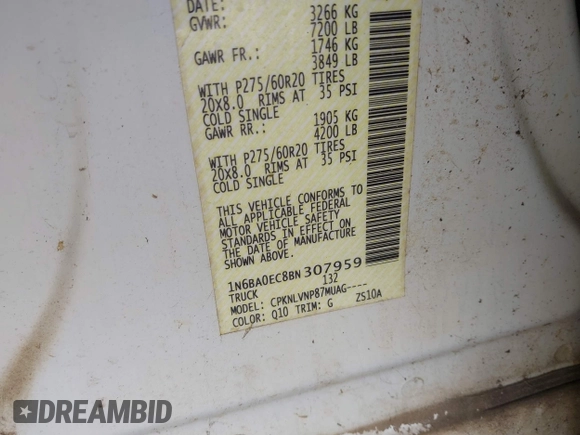 DATE:
GVWR: 3266 KG
7200 LB
GAWR FR.: 1746 KG
3849 LB
WITH P275/60R20 TIRES
20X8.0 RIMS AT 35 PSI
COLD SINGLE
GAWR RR.: 1905 KG
4200 LB
WITH P275/60R20 TIRES
20X8.0 RIMS AT 35 PSI
COLD SINGLE
THIS VEHICLE CONFORMS TO
ALL APPLICABLE FEDERAL
MOTOR VEHICLE SAFETY
STANDARDS IN EFFECT ON
THE DATE OF MANUFACTURE
SHOWN ABOVE.
1N6BA0EC8BN307959
TRUCK 132
MODEL: CPKNLVNP87MUAG----
COLOR: Q10 TRIM: G ZS10A
DREAMBID